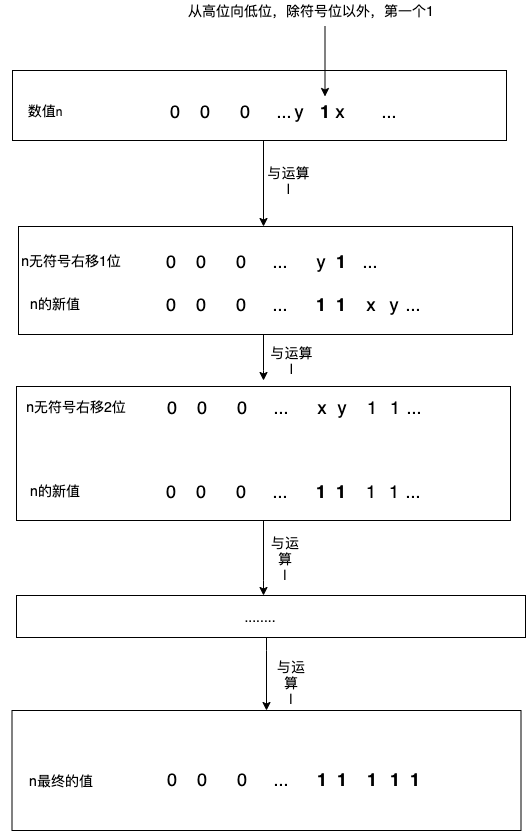 从高位向低位，除符号位以外，第一个1
数值n 0 0 0 ...y 1 x ...
与运算
|
n无符号右移1位 0 0 0 ... y 1 ...
n的新值 0 0 0 ... 1 1 x y ...
与运算
|
n无符号右移2位 0 0 0 ... x y 1 1 ...
n的新值 0 0 0 ... 1 1 1 1 ...
与运
算
|
........
与运
算
|
n最终的值 0 0 0 ... 1 1 1 1 1